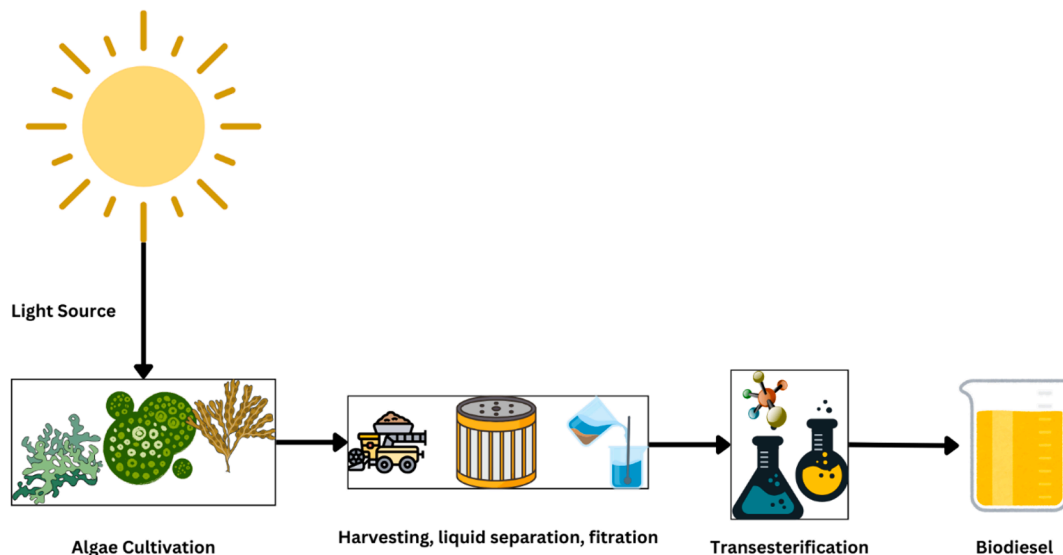 Light Source
Algae Cultivation
Harvesting, liquid separation, fitration
Transesterification
Biodiesel